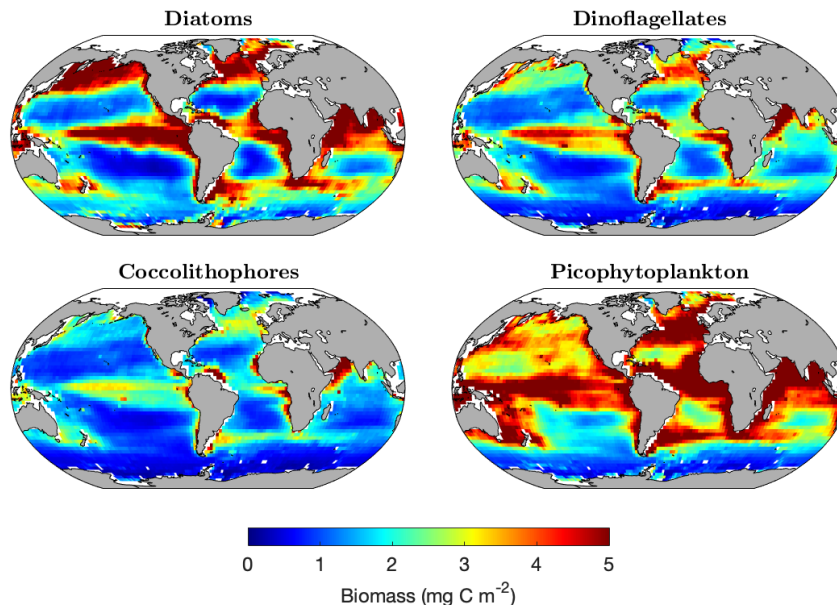 Diatoms
Dinoflagellates
Coccolithophores
Picophytoplankton
0 1 2 3 4 5
Biomass (mg C m⁻²)